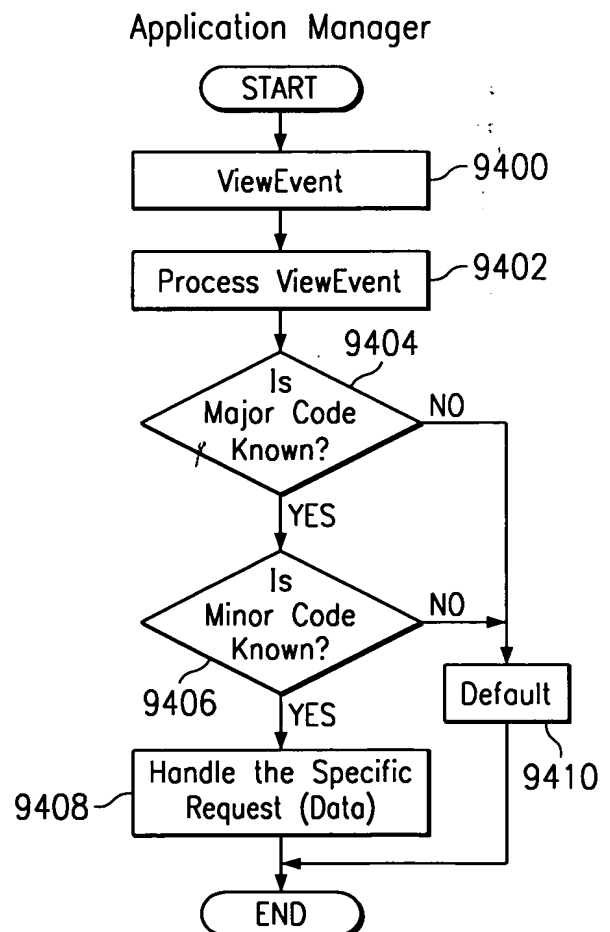 Application Manager
START
ViewEvent
9400
Process ViewEvent
9402
9404
Is
Major Code
Known?
NO
YES
Is
Minor Code
Known?
NO
9406
YES
Default
9410
Handle the Specific
Request (Data)
9408
END